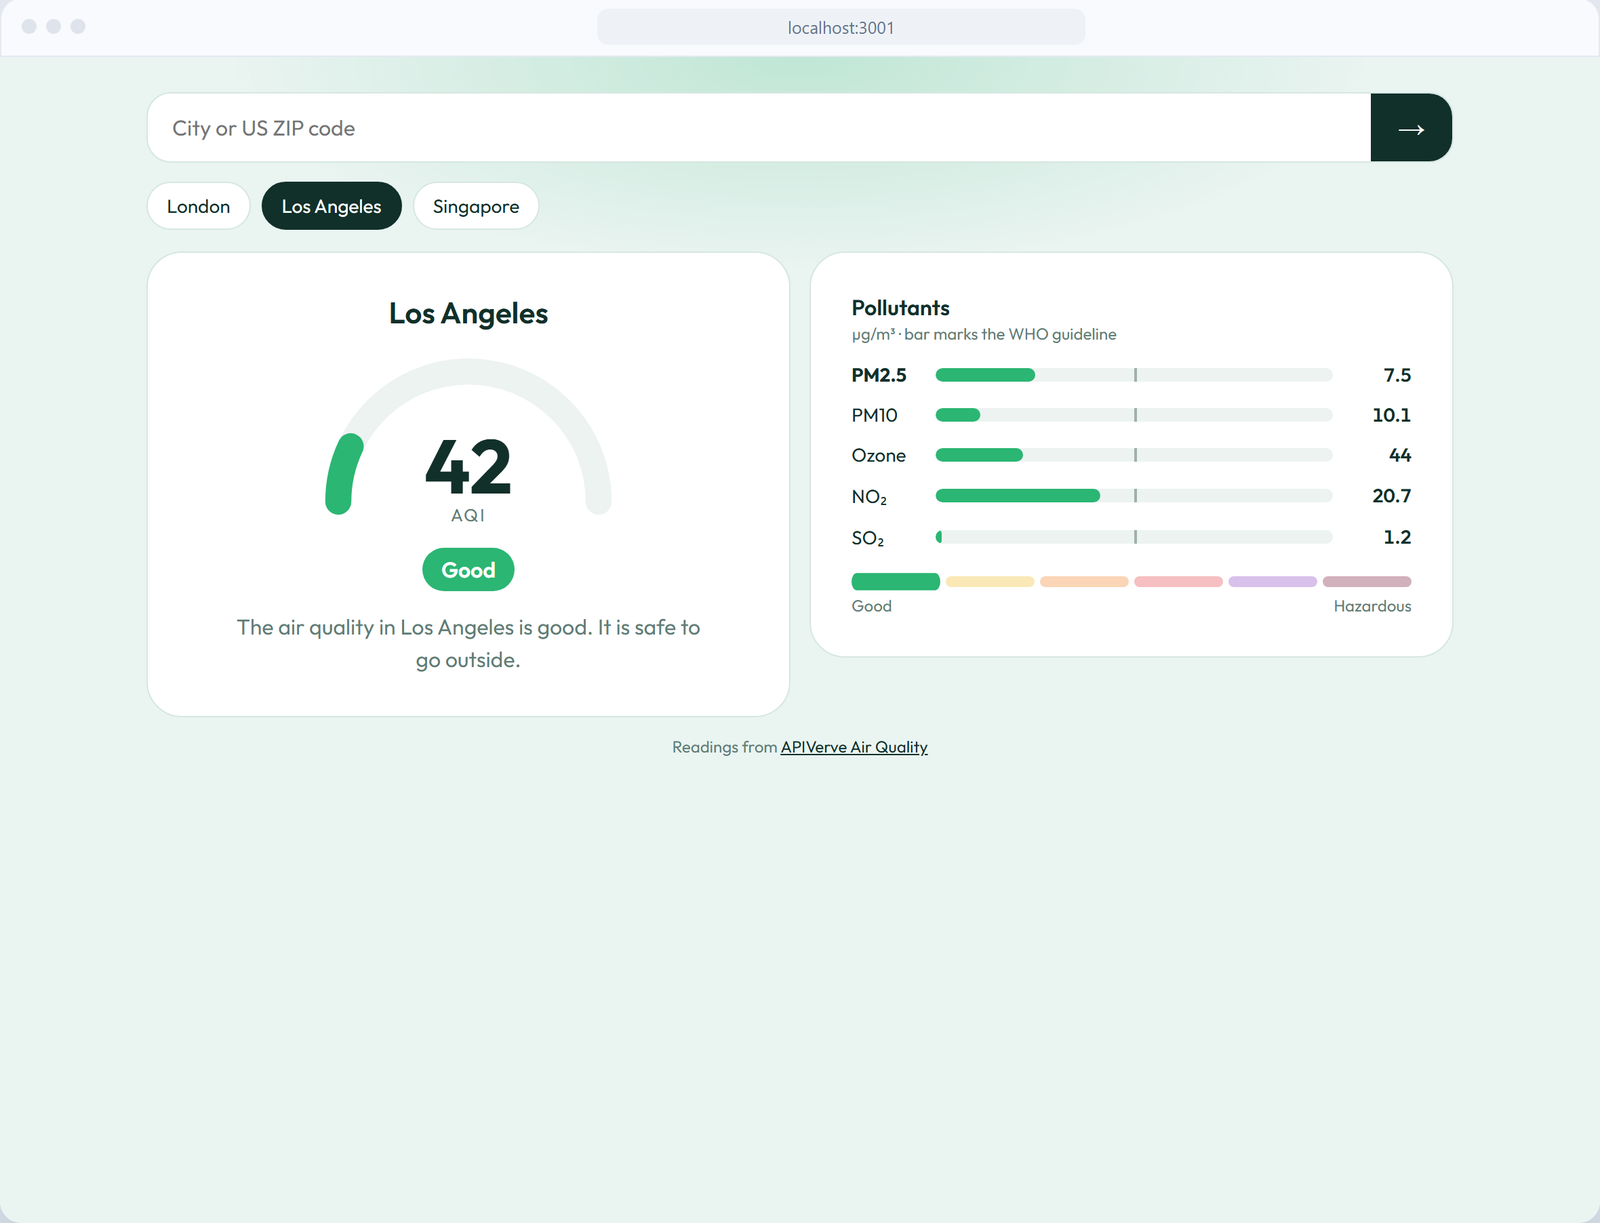 localhost:3001
City or US ZIP code
→
London
Los Angeles
Singapore
Los Angeles
42
AQI
Good
The air quality in Los Angeles is good. It is safe to
go outside.
Pollutants
µg/m³ · bar marks the WHO guideline
PM2.5 7.5
PM10 10.1
Ozone 44
NO₂ 20.7
SO₂ 1.2
Good Hazardous
Readings from APIVerve Air Quality